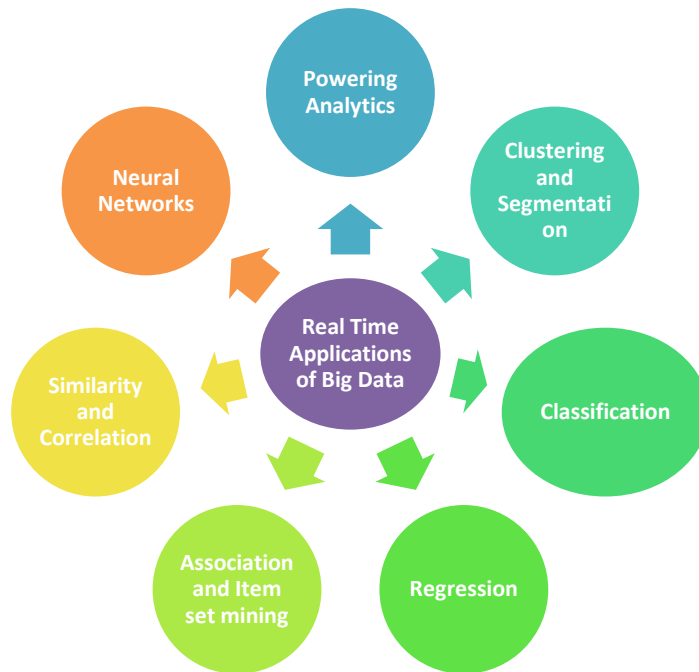 Powering
Analytics
Clustering
and
Segmentati
on
Classification
Regression
Association
and Item
set mining
Similarity
and
Correlation
Neural
Networks
Real Time
Applications
of Big Data